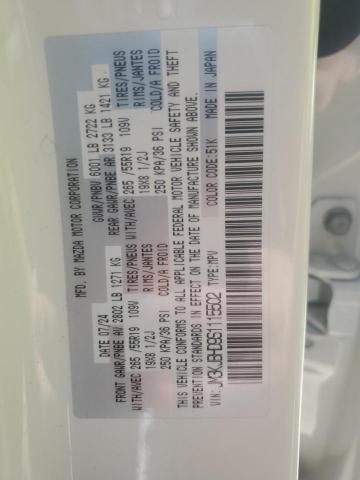 MFD. BY MAZDA MOTOR CORPORATION
DATE 07/24 GVWR/PNBV 6001 LB 2722 KG
FRONT GAWR/PNBE AV 2802 LB 1271 KG REAR GAWR/PNBE AR 3133 LB 1421 KG
TIRES/PNEUS TIRES/PNEUS
WITH/AVEC 265 /55R19 109V WITH/AVEC 265 /55R19 109V
RIMS/JANTES RIMS/JANTES
19X8 1/2J 19X8 1/2J
COLD/A FROID COLD/A FROID
250 KPA/36 PSI 250 KPA/36 PSI
THIS VEHICLE CONFORMS TO ALL APPLICABLE FEDERAL MOTOR VEHICLE SAFETY AND THEFT
PREVENTION STANDARDS IN EFFECT ON THE DATE OF MANUFACTURE SHOWN ABOVE.
VIN: TYPE:MPV COLOR CODE:51K MADE IN JAPAN